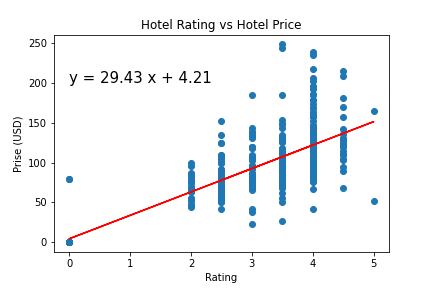 Hotel Rating vs Hotel Price
y = 29.43 x + 4.21
Prise (USD)
250
200
150
100
50
0
0 1 2 3 4 5
Rating